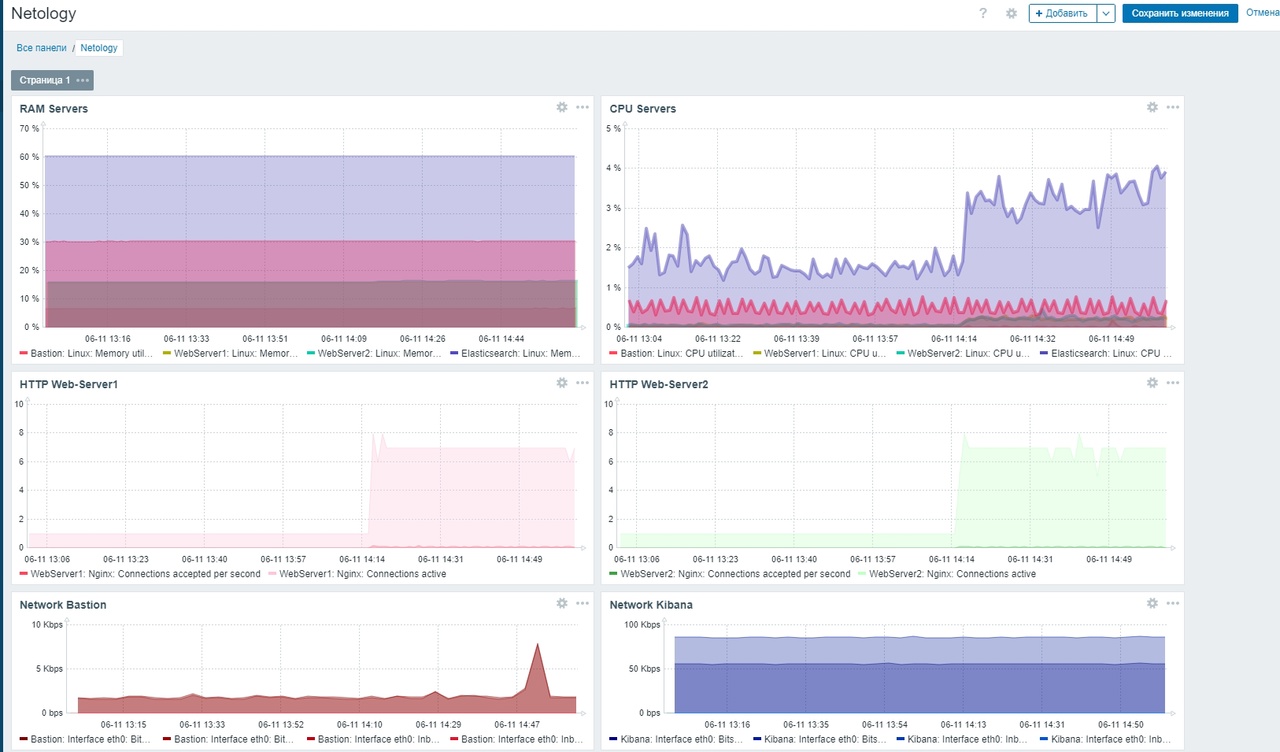 Netology
? + Добавить Сохранить изменения Отмена
Все панели / Netology
Страница 1
RAM Servers
70 %
60 %
50 %
40 %
30 %
20 %
10 %
0 %
06-11 13:16 06-11 13:33 06-11 13:51 06-11 14:09 06-11 14:26 06-11 14:44
Bastion: Linux: Memory util... WebServer1: Linux: Memor... WebServer2: Linux: Memor... Elasticsearch: Linux: Mem...
CPU Servers
5 %
4 %
3 %
2 %
1 %
0 %
06-11 13:04 06-11 13:22 06-11 13:39 06-11 13:57 06-11 14:14 06-11 14:32 06-11 14:49
Bastion: Linux: CPU utilizat... WebServer1: Linux: CPU u... WebServer2: Linux: CPU u... Elasticsearch: Linux: CPU ...
HTTP Web-Server1
10
8
6
4
2
0
06-11 13:06 06-11 13:23 06-11 13:40 06-11 13:57 06-11 14:14 06-11 14:31 06-11 14:49
WebServer1: Nginx: Connections accepted per second WebServer1: Nginx: Connections active
HTTP Web-Server2
10
8
6
4
2
0
06-11 13:06 06-11 13:23 06-11 13:40 06-11 13:57 06-11 14:14 06-11 14:31 06-11 14:49
WebServer2: Nginx: Connections accepted per second WebServer2: Nginx: Connections active
Network Bastion
10 Kbps
5 Kbps
0 bps
06-11 13:15 06-11 13:33 06-11 13:52 06-11 14:10 06-11 14:29 06-11 14:47
Bastion: Interface eth0: Bit... Bastion: Interface eth0: Bit... Bastion: Interface eth0: Inb... Bastion: Interface eth0: Inb...
Network Kibana
100 Kbps
50 Kbps
0 bps
06-11 13:16 06-11 13:35 06-11 13:54 06-11 14:13 06-11 14:31 06-11 14:50
Kibana: Interface eth0: Bits... Kibana: Interface eth0: Bits... Kibana: Interface eth0: Inb... Kibana: Interface eth0: Inb...